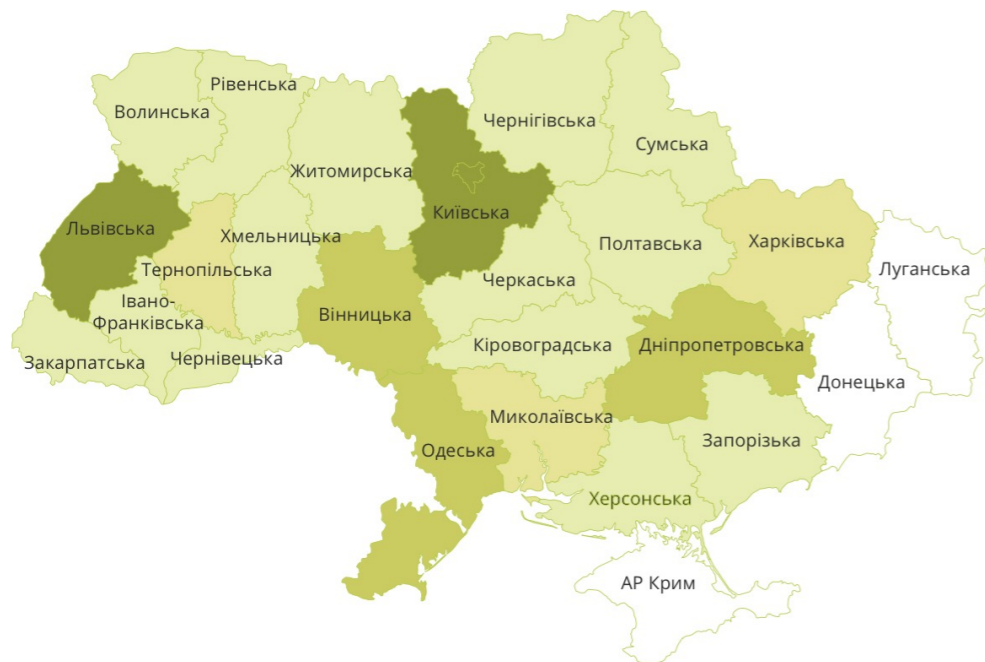 Рівенська
Волинська
Чернігівська
Сумська
Житомирська
Київська
Львівська
Хмельницька
Полтавська
Харківська
Тернопільська
Черкаська
Луганська
Івано-
Франківська
Вінницька
Кіровоградська
Дніпропетровська
Закарпатська
Чернівецька
Донецька
Миколаївська
Одеська
Запорізька
Херсонська
АР Крим